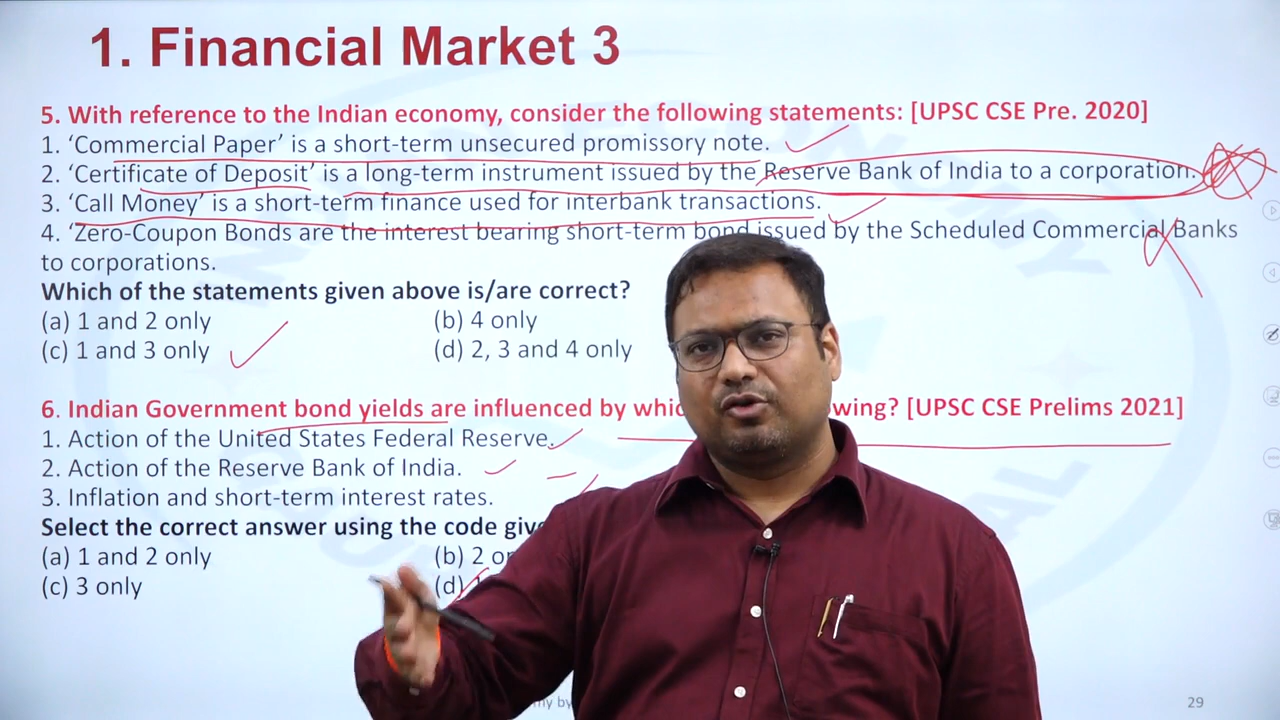 1. Financial Market 3
5. With reference to the Indian economy, consider the following statements: [UPSC CSE Pre. 2020]
1. ‘Commercial Paper’ is a short-term unsecured promissory note.
2. ‘Certificate of Deposit’ is a long-term instrument issued by the Reserve Bank of India to a corporation.
3. ‘Call Money’ is a short-term finance used for interbank transactions.
4. ‘Zero-Coupon Bonds are the interest bearing short-term bond issued by the Scheduled Commercial Banks
to corporations.
Which of the statements given above is/are correct?
(a) 1 and 2 only (b) 4 only
(c) 1 and 3 only (d) 2, 3 and 4 only
6. Indian Government bond yields are influenced by [UPSC CSE Prelims 2021]
1. Action of the United States Federal Reserve.
2. Action of the Reserve Bank of India.
3. Inflation and short-term interest rates.
Select the correct answer using the code
(a) 1 and 2 only (b) 2
(c) 3 only (d)
29